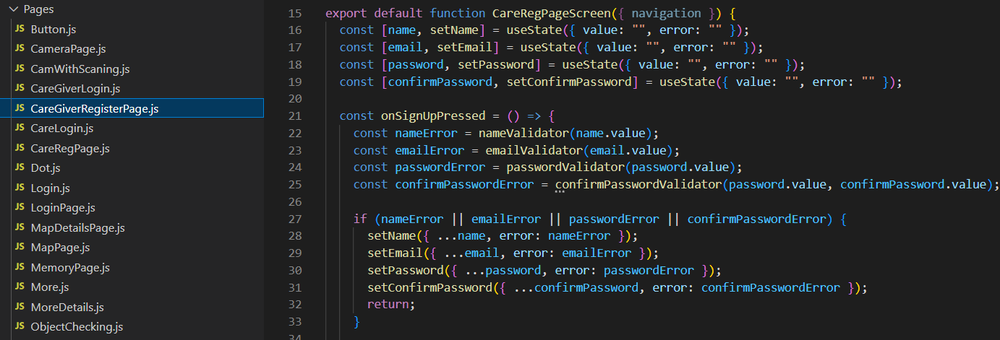 Pages
JS Button.js
JS CameraPage.js
JS CamWithScaning.js
JS CareGiverLogin.js
JS CareGiverRegisterPage.js
JS CareLogin.js
JS CareRegPage.js
JS Dot.js
JS Login.js
JS LoginPage.js
JS MapDetailsPage.js
JS MapPage.js
JS MemoryPage.js
JS More.js
JS MoreDetails.js
JS ObjectChecking.js
15 export default function CareRegPageScreen({ navigation }) {
16 const [name, setName] = useState({ value: "", error: "" });
17 const [email, setEmail] = useState({ value: "", error: "" });
18 const [password, setPassword] = useState({ value: "", error: "" });
19 const [confirmPassword, setConfirmPassword] = useState({ value: "", error: "" });
20
21 const onSignUpPressed = () => {
22 const nameError = nameValidator(name.value);
23 const emailError = emailValidator(email.value);
24 const passwordError = passwordValidator(password.value);
25 const confirmPasswordError = confirmPasswordValidator(password.value, confirmPassword.value);
26
27 if (nameError || emailError || passwordError || confirmPasswordError) {
28 setName({ ...name, error: nameError });
29 setEmail({ ...email, error: emailError });
30 setPassword({ ...password, error: passwordError });
31 setConfirmPassword({ ...confirmPassword, error: confirmPasswordError });
32 return;
33 }
34